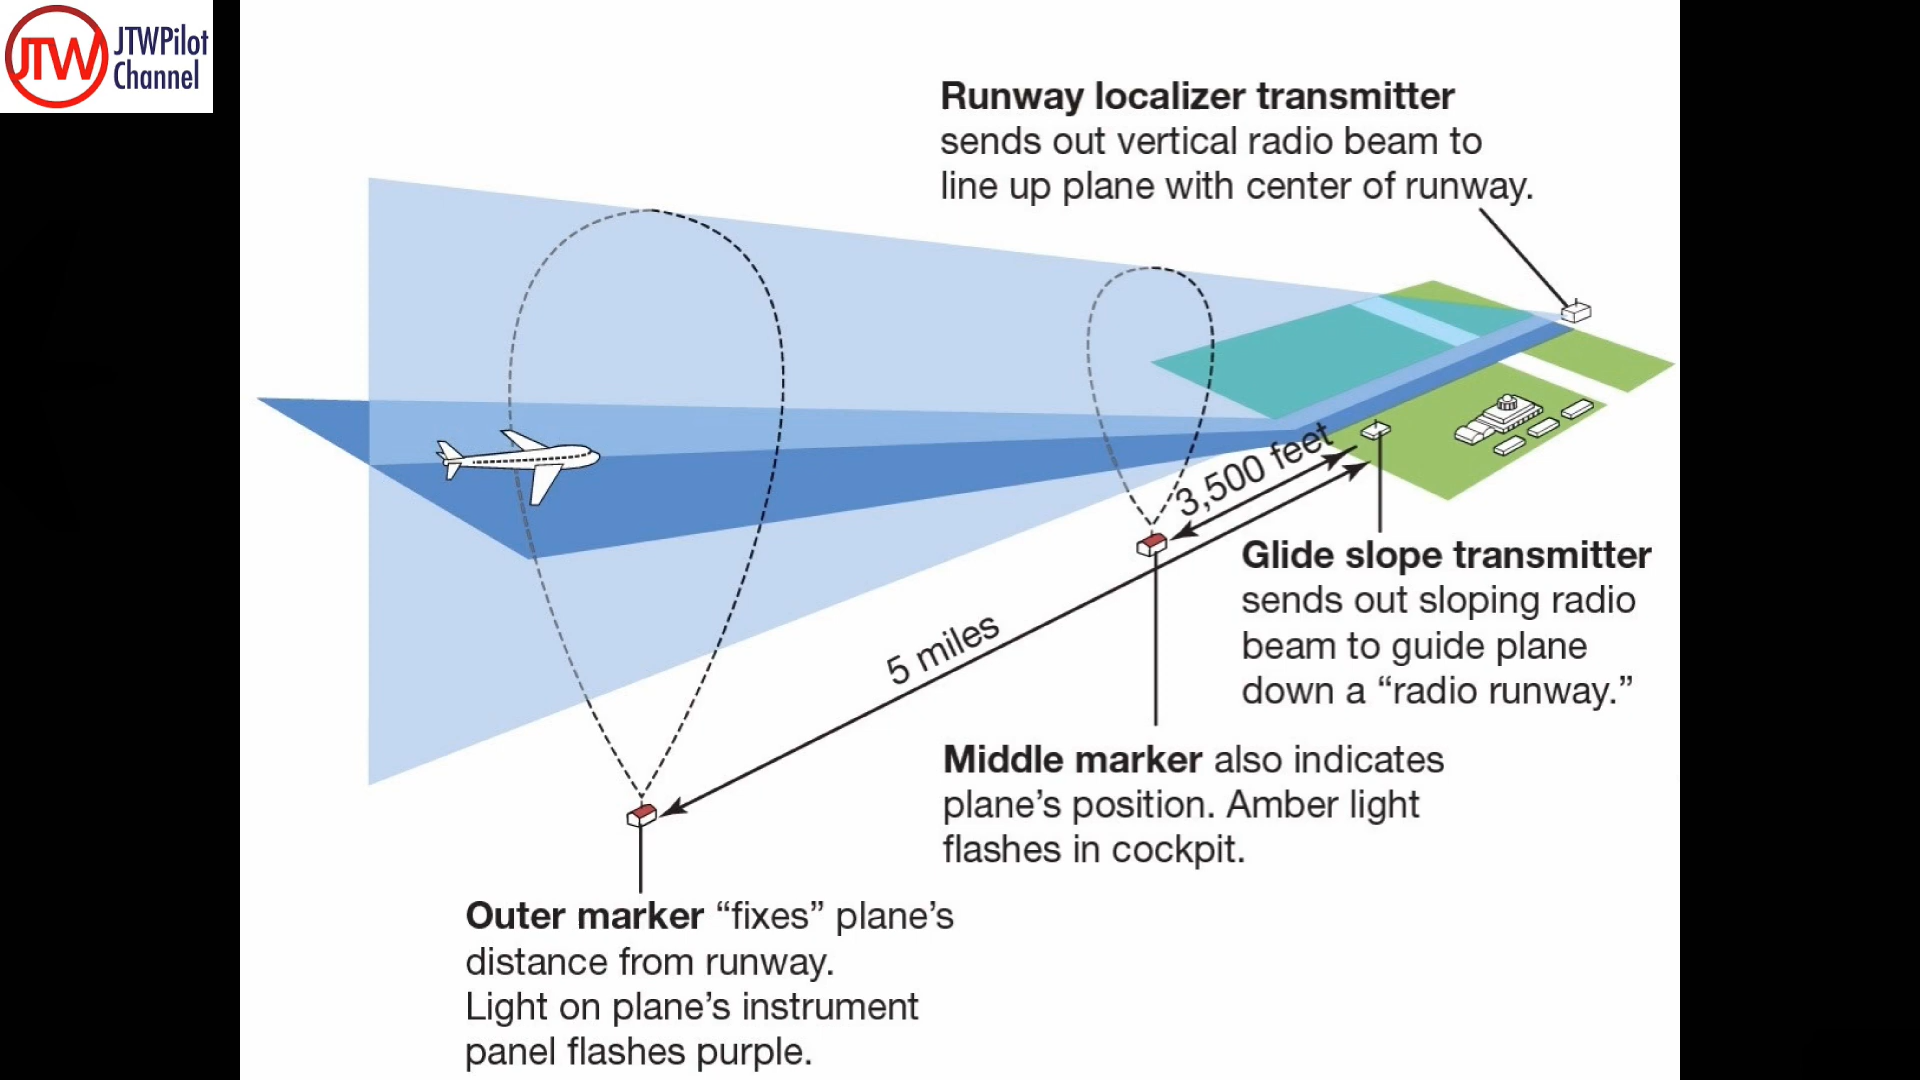 JTW
JTWPilot
Channel
Runway localizer transmitter
sends out vertical radio beam to
line up plane with center of runway.
3,500 feet
5 miles
Glide slope transmitter
sends out sloping radio
beam to guide plane
down a “radio runway.”
Middle marker also indicates
plane’s position. Amber light
flashes in cockpit.
Outer marker “fixes” plane’s
distance from runway.
Light on plane’s instrument
panel flashes purple.